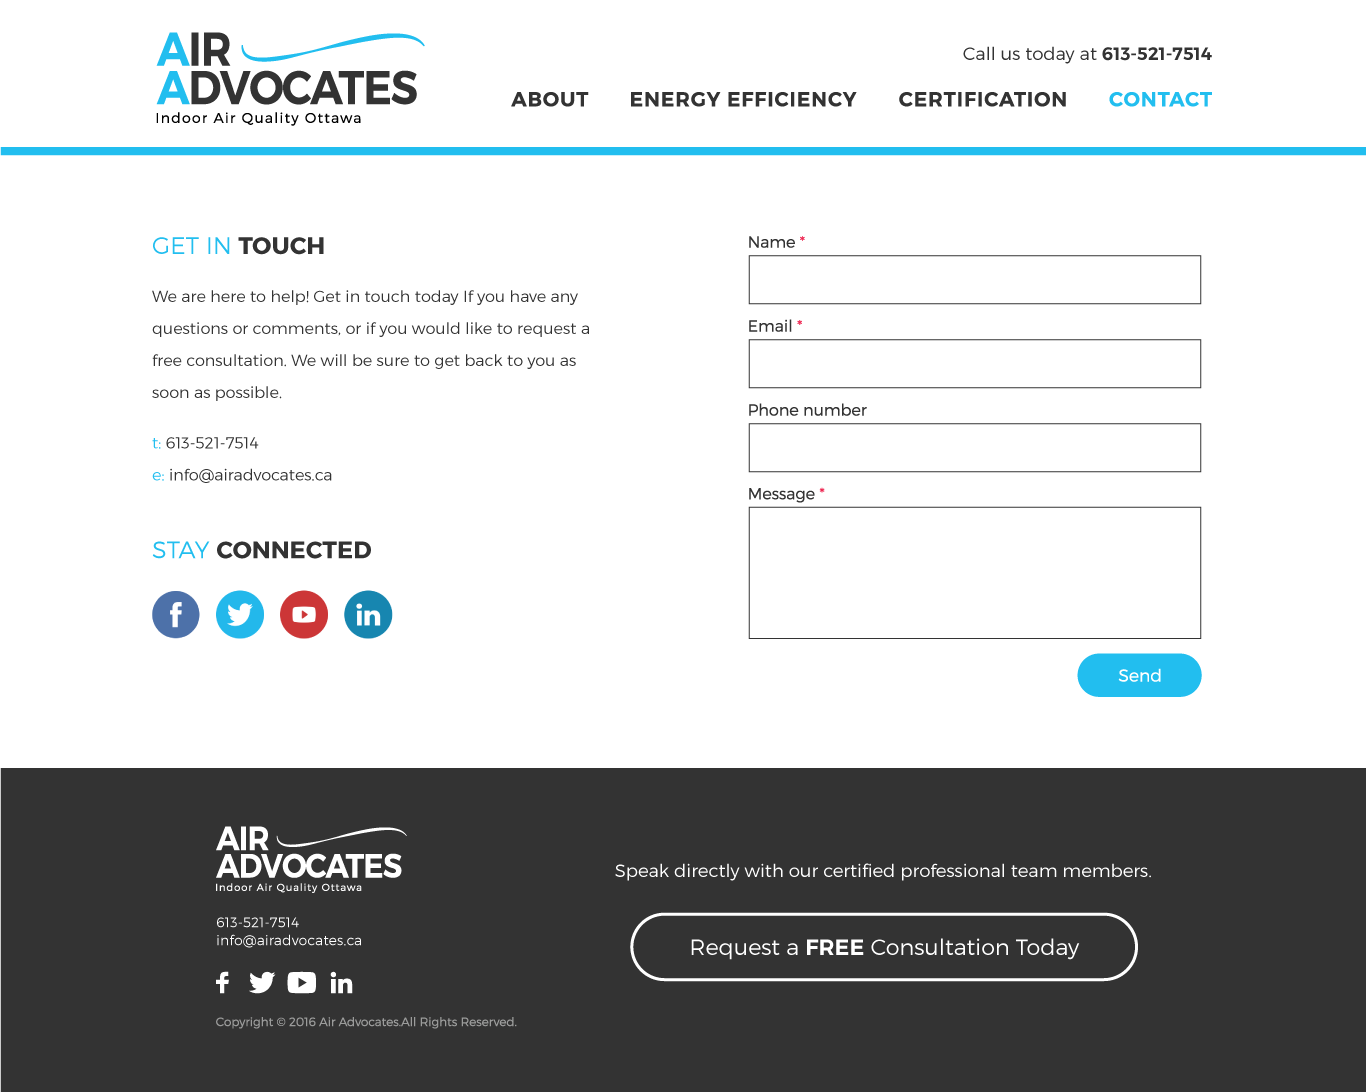 AIR
ADVOCATES
Indoor Air Quality Ottawa
Call us today at 613-521-7514
ABOUT ENERGY EFFICIENCY CERTIFICATION CONTACT
GET IN TOUCH
We are here to help! Get in touch today If you have any
questions or comments, or if you would like to request a
free consultation. We will be sure to get back to you as
soon as possible.
t: 613-521-7514
e: info@airadvocates.ca
STAY CONNECTED
f
in
Name *
Email *
Phone number
Message *
Send
AIR
ADVOCATES
Indoor Air Quality Ottawa
613-521-7514
info@airadvocates.ca
f
in
Copyright © 2016 Air Advocates.All Rights Reserved.
Speak directly with our certified professional team members.
Request a FREE Consultation Today